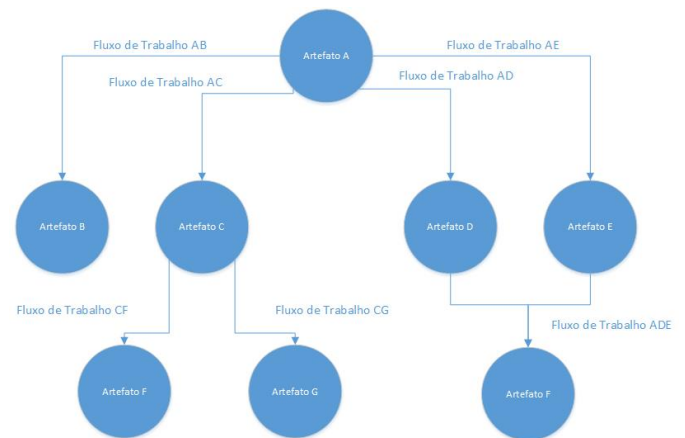 Fluxo de Trabalho AB
Artefato A
Fluxo de Trabalho AE
Fluxo de Trabalho AC
Fluxo de Trabalho AD
Artefato B
Artefato C
Artefato D
Artefato E
Fluxo de Trabalho CF
Fluxo de Trabalho CG
Fluxo de Trabalho ADE
Artefato F
Artefato G
Artefato F